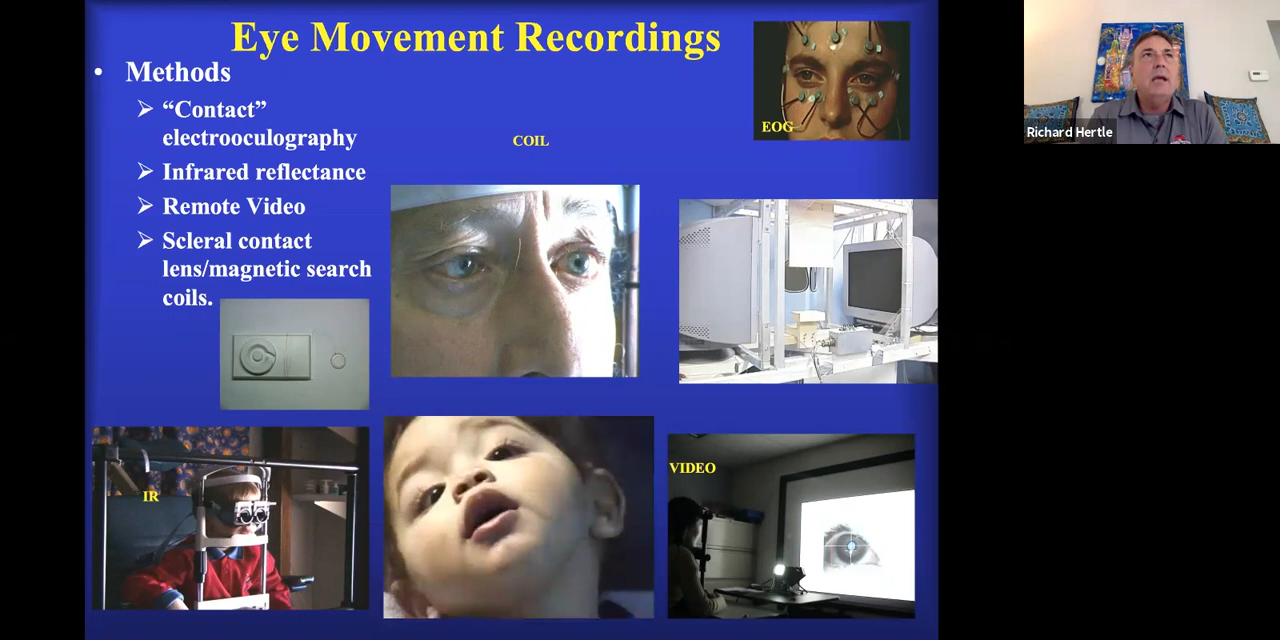 Eye Movement Recordings
• Methods
➢ “Contact”
electrooculography
➢ Infrared reflectance
➢ Remote Video
➢ Scleral contact
lens/magnetic search
coils.
COIL
EOG
IR
VIDEO
Richard Hertle